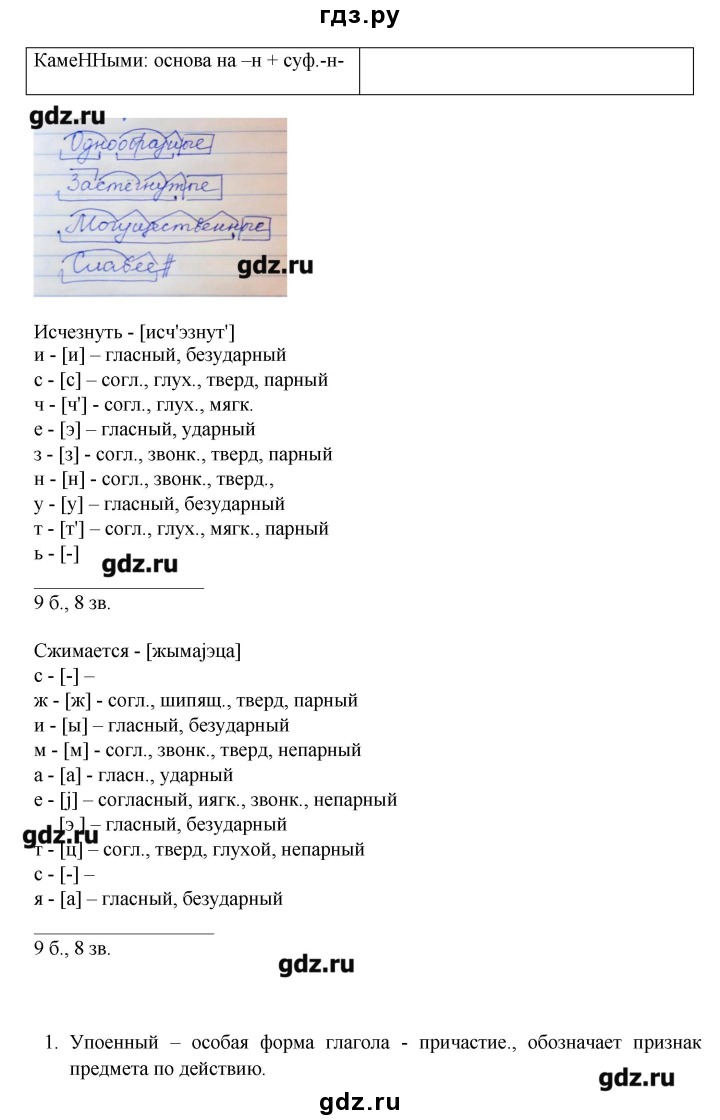 гдз.ру
КамеННыми: основа на –н + суф.-н-
gdz.ru
Однообразные
Застёгнутые
Могущественные
Слабее#
gdz.ru
Исчезнуть - [исч'эзнут']
и - [и] – гласный, безударный
с - [с] – согл., глух., тверд, парный
ч - [ч'] - согл., глух., мягк.
е - [э] – гласный, ударный
з - [з] - согл., звонк., тверд, парный
н - [н] - согл., звонк., тверд.,
у - [у] – гласный, безударный
т - [т'] – согл., глух., мягк., парный
ь - [-]
gdz.ru
9 б., 8 зв.
Сжимается - [жымаjэца]
с - [-] –
ж - [ж] - согл., шипящ., тверд, парный
и - [ы] – гласный, безударный
м - [м] - согл., звонк., тверд, непарный
а - [а] - гласн., ударный
е - [j] – согласный, иягк., звонк., непарный
[э,] – гласный, безударный
gdz.ru
т - [ц] – согл., тверд, глухой, непарный
с - [-] –
я - [а] – гласный, безударный
9 б., 8 зв.
gdz.ru
1. Упоенный – особая форма глагола - причастие., обозначает признак
предмета по действию.
gdz.ru
gdz.ru